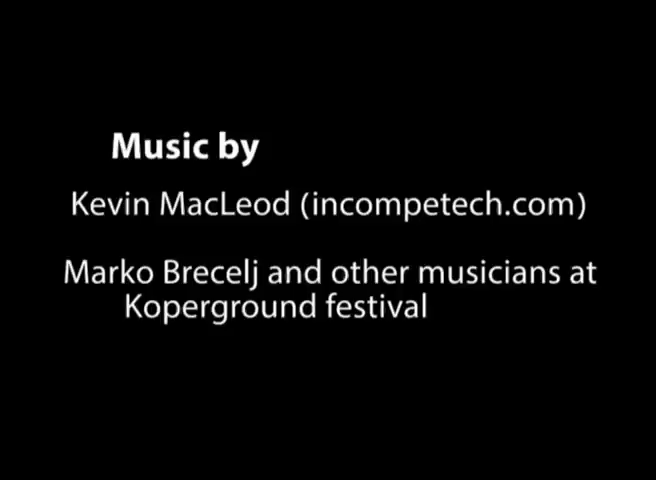 Music by
Kevin MacLeod (incompetech.com)
Marko Brecelj and other musicians at
Koperground festival